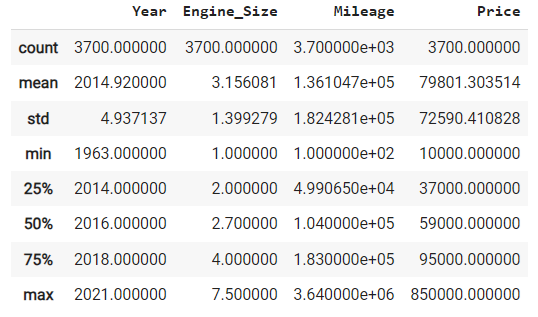 Year Engine_Size Mileage Price
count 3700.000000 3700.000000 3.700000e+03 3700.000000
mean 2014.920000 3.156081 1.361047e+05 79801.303514
std 4.937137 1.399279 1.824281e+05 72590.410828
min 1963.000000 1.000000 1.000000e+02 10000.000000
25% 2014.000000 2.000000 4.990650e+04 37000.000000
50% 2016.000000 2.700000 1.040000e+05 59000.000000
75% 2018.000000 4.000000 1.830000e+05 95000.000000
max 2021.000000 7.500000 3.640000e+06 850000.000000